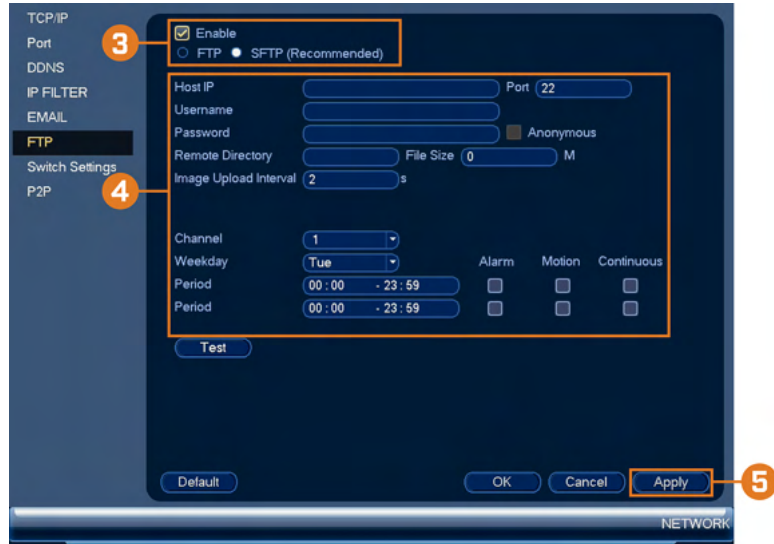 TCP/IP
Port
DDNS
IP FILTER
EMAIL
FTP
Switch Settings
P2P
3
Enable
FTP SFTP (Recommended)
4
Host IP Port 22
Username
Password Anonymous
Remote Directory File Size 0 M
Image Upload Interval 2 s
Channel 1
Weekday Tue Alarm Motion Continuous
Period 00 : 00 - 23 : 59
Period 00 : 00 - 23 : 59
Test
Default OK Cancel Apply
5
NETWORK